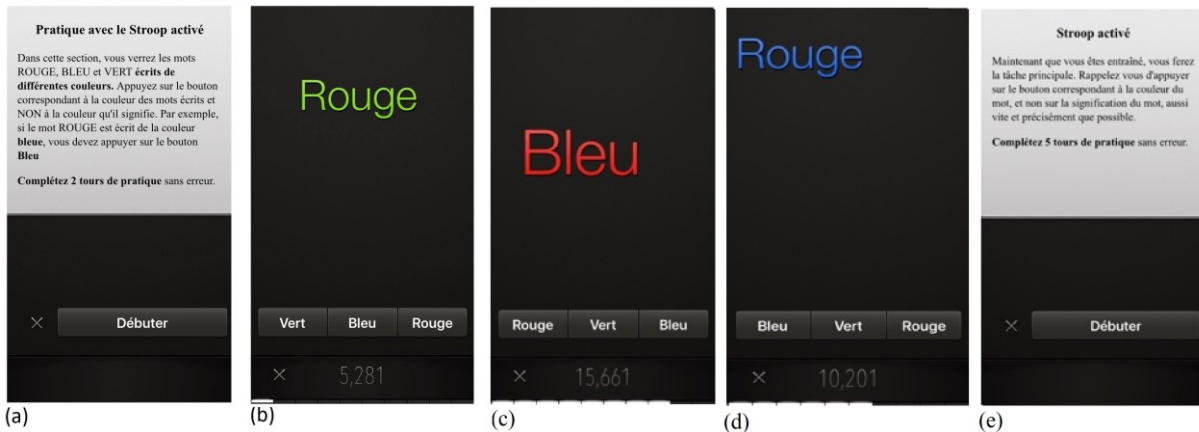 Pratique avec le Stroop activé
Dans cette section, vous verrez les mots
ROUGE, BLEU et VERT écrits de
différentes couleurs. Appuyez sur le bouton
correspondant à la couleur des mots écrits et
NON à la couleur qu'il signifie. Par exemple,
si le mot ROUGE est écrit de la couleur
bleue, vous devez appuyer sur le bouton
Bleu
Complétez 2 tours de pratique sans erreur.
× Débuter
(a)
Rouge
Vert Bleu Rouge
× 5,281
(b)
Bleu
Rouge Vert Bleu
× 15,661
(c)
Rouge
Bleu Vert Rouge
× 10,201
(d)
Stroop activé
Maintenant que vous êtes entraîné, vous ferez
la tâche principale. Rappelez vous d'appuyer
sur le bouton correspondant à la couleur du
mot, et non sur la signification du mot, aussi
vite et précisément que possible.
Complétez 5 tours de pratique sans erreur.
× Débuter
(e)